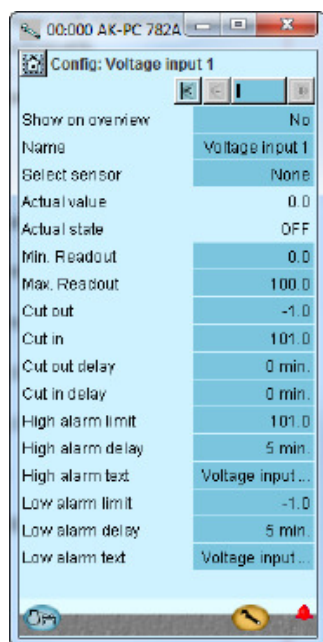 00:000 AK-PC 782A
Config: Voltage input 1
Show on overview No
Name Voltage input 1
Select sensor None
Actual value 0.0
Actual state OFF
Min. Readout 0.0
Max. Readout 100.0
Cut out -1.0
Cut in 101.0
Cut out delay 0 min.
Cut in delay 0 min.
High alarm limit 101.0
High alarm delay 5 min.
High alarm text Voltage input...
Low alarm limit -1.0
Low alarm delay 5 min.
Low alarm text Voltage input...